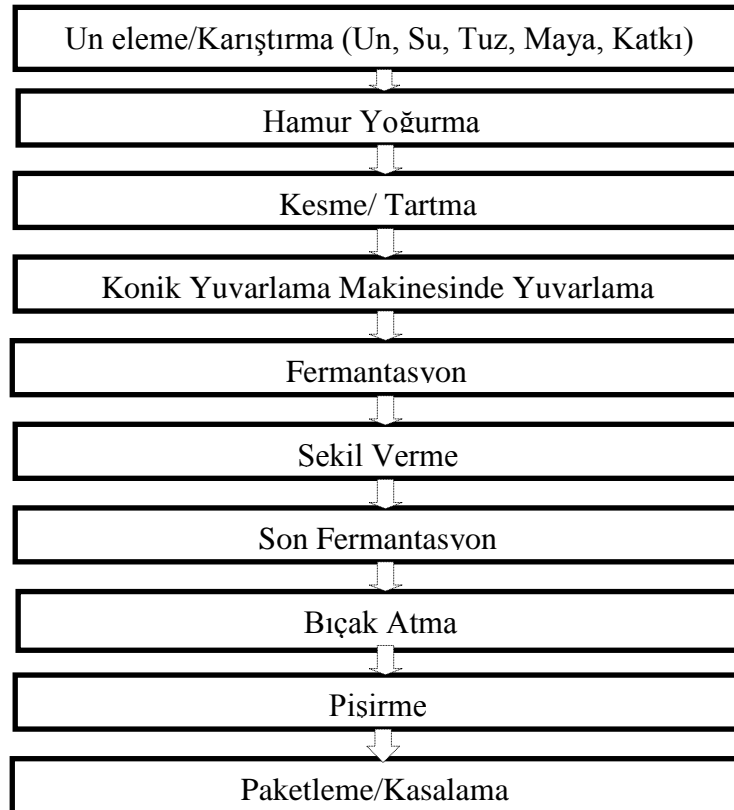 Un eleme/Karıştırma (Un, Su, Tuz, Maya, Katkı)
Hamur Yoğurma
Kesme/ Tartma
Konik Yuvarlama Makinesinde Yuvarlama
Fermantasyon
Şekil Verme
Son Fermantasyon
Bıçak Atma
Pişirme
Paketleme/Kasalama